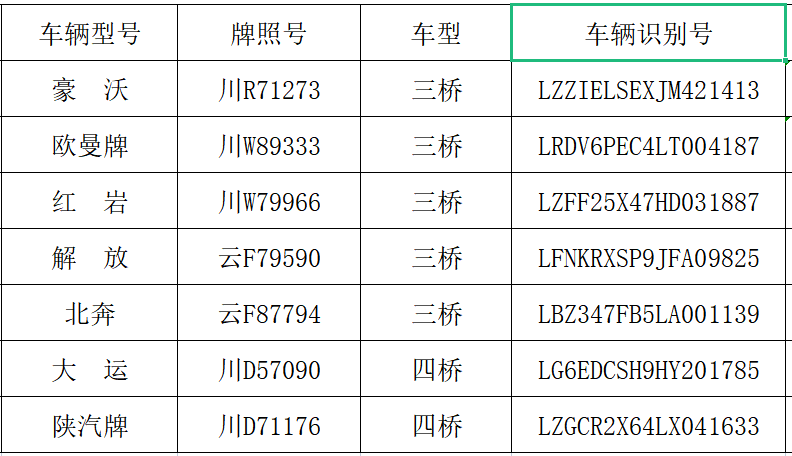 车辆型号 牌照号 车型 车辆识别号
豪 沃 川R71273 三桥 LZZIELSEXJM421413
欧曼牌 川W89333 三桥 LRDV6PEC4LT004187
红 岩 川W79966 三桥 LZFF25X47HD031887
解 放 云F79590 三桥 LFNKRXSP9JFA09825
北奔 云F87794 三桥 LBZ347FB5LA001139
大 运 川D57090 四桥 LG6EDCSH9HY201785
陕汽牌 川D71176 四桥 LZGCR2X64LX041633